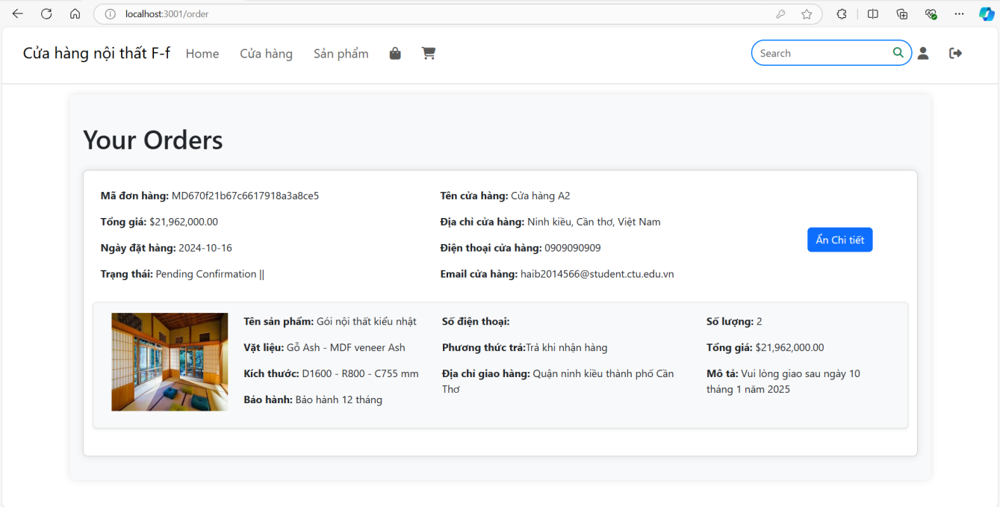 localhost:3001/order
Cửa hàng nội thất F-f
Home
Cửa hàng
Sản phẩm
Search
Your Orders
Mã đơn hàng: MD670f21b67c6617918a3a8ce5
Tổng giá: $21,962,000.00
Ngày đặt hàng: 2024-10-16
Trạng thái: Pending Confirmation ||
Tên cửa hàng: Cửa hàng A2
Địa chỉ cửa hàng: Ninh kiều, Cần thơ, Việt Nam
Điện thoại cửa hàng: 0909090909
Email cửa hàng: haib2014566@student.ctu.edu.vn
Ẩn Chi tiết
Tên sản phẩm: Gói nội thất kiểu nhật
Vật liệu: Gỗ Ash - MDF veneer Ash
Kích thước: D1600 - R800 - C755 mm
Bảo hành: Bảo hành 12 tháng
Số điện thoại:
Phương thức trả:Trả khi nhận hàng
Địa chỉ giao hàng: Quận ninh kiều thành phố Cần
Thơ
Số lượng: 2
Tổng giá: $21,962,000.00
Mô tả: Vui lòng giao sau ngày 10
tháng 1 năm 2025